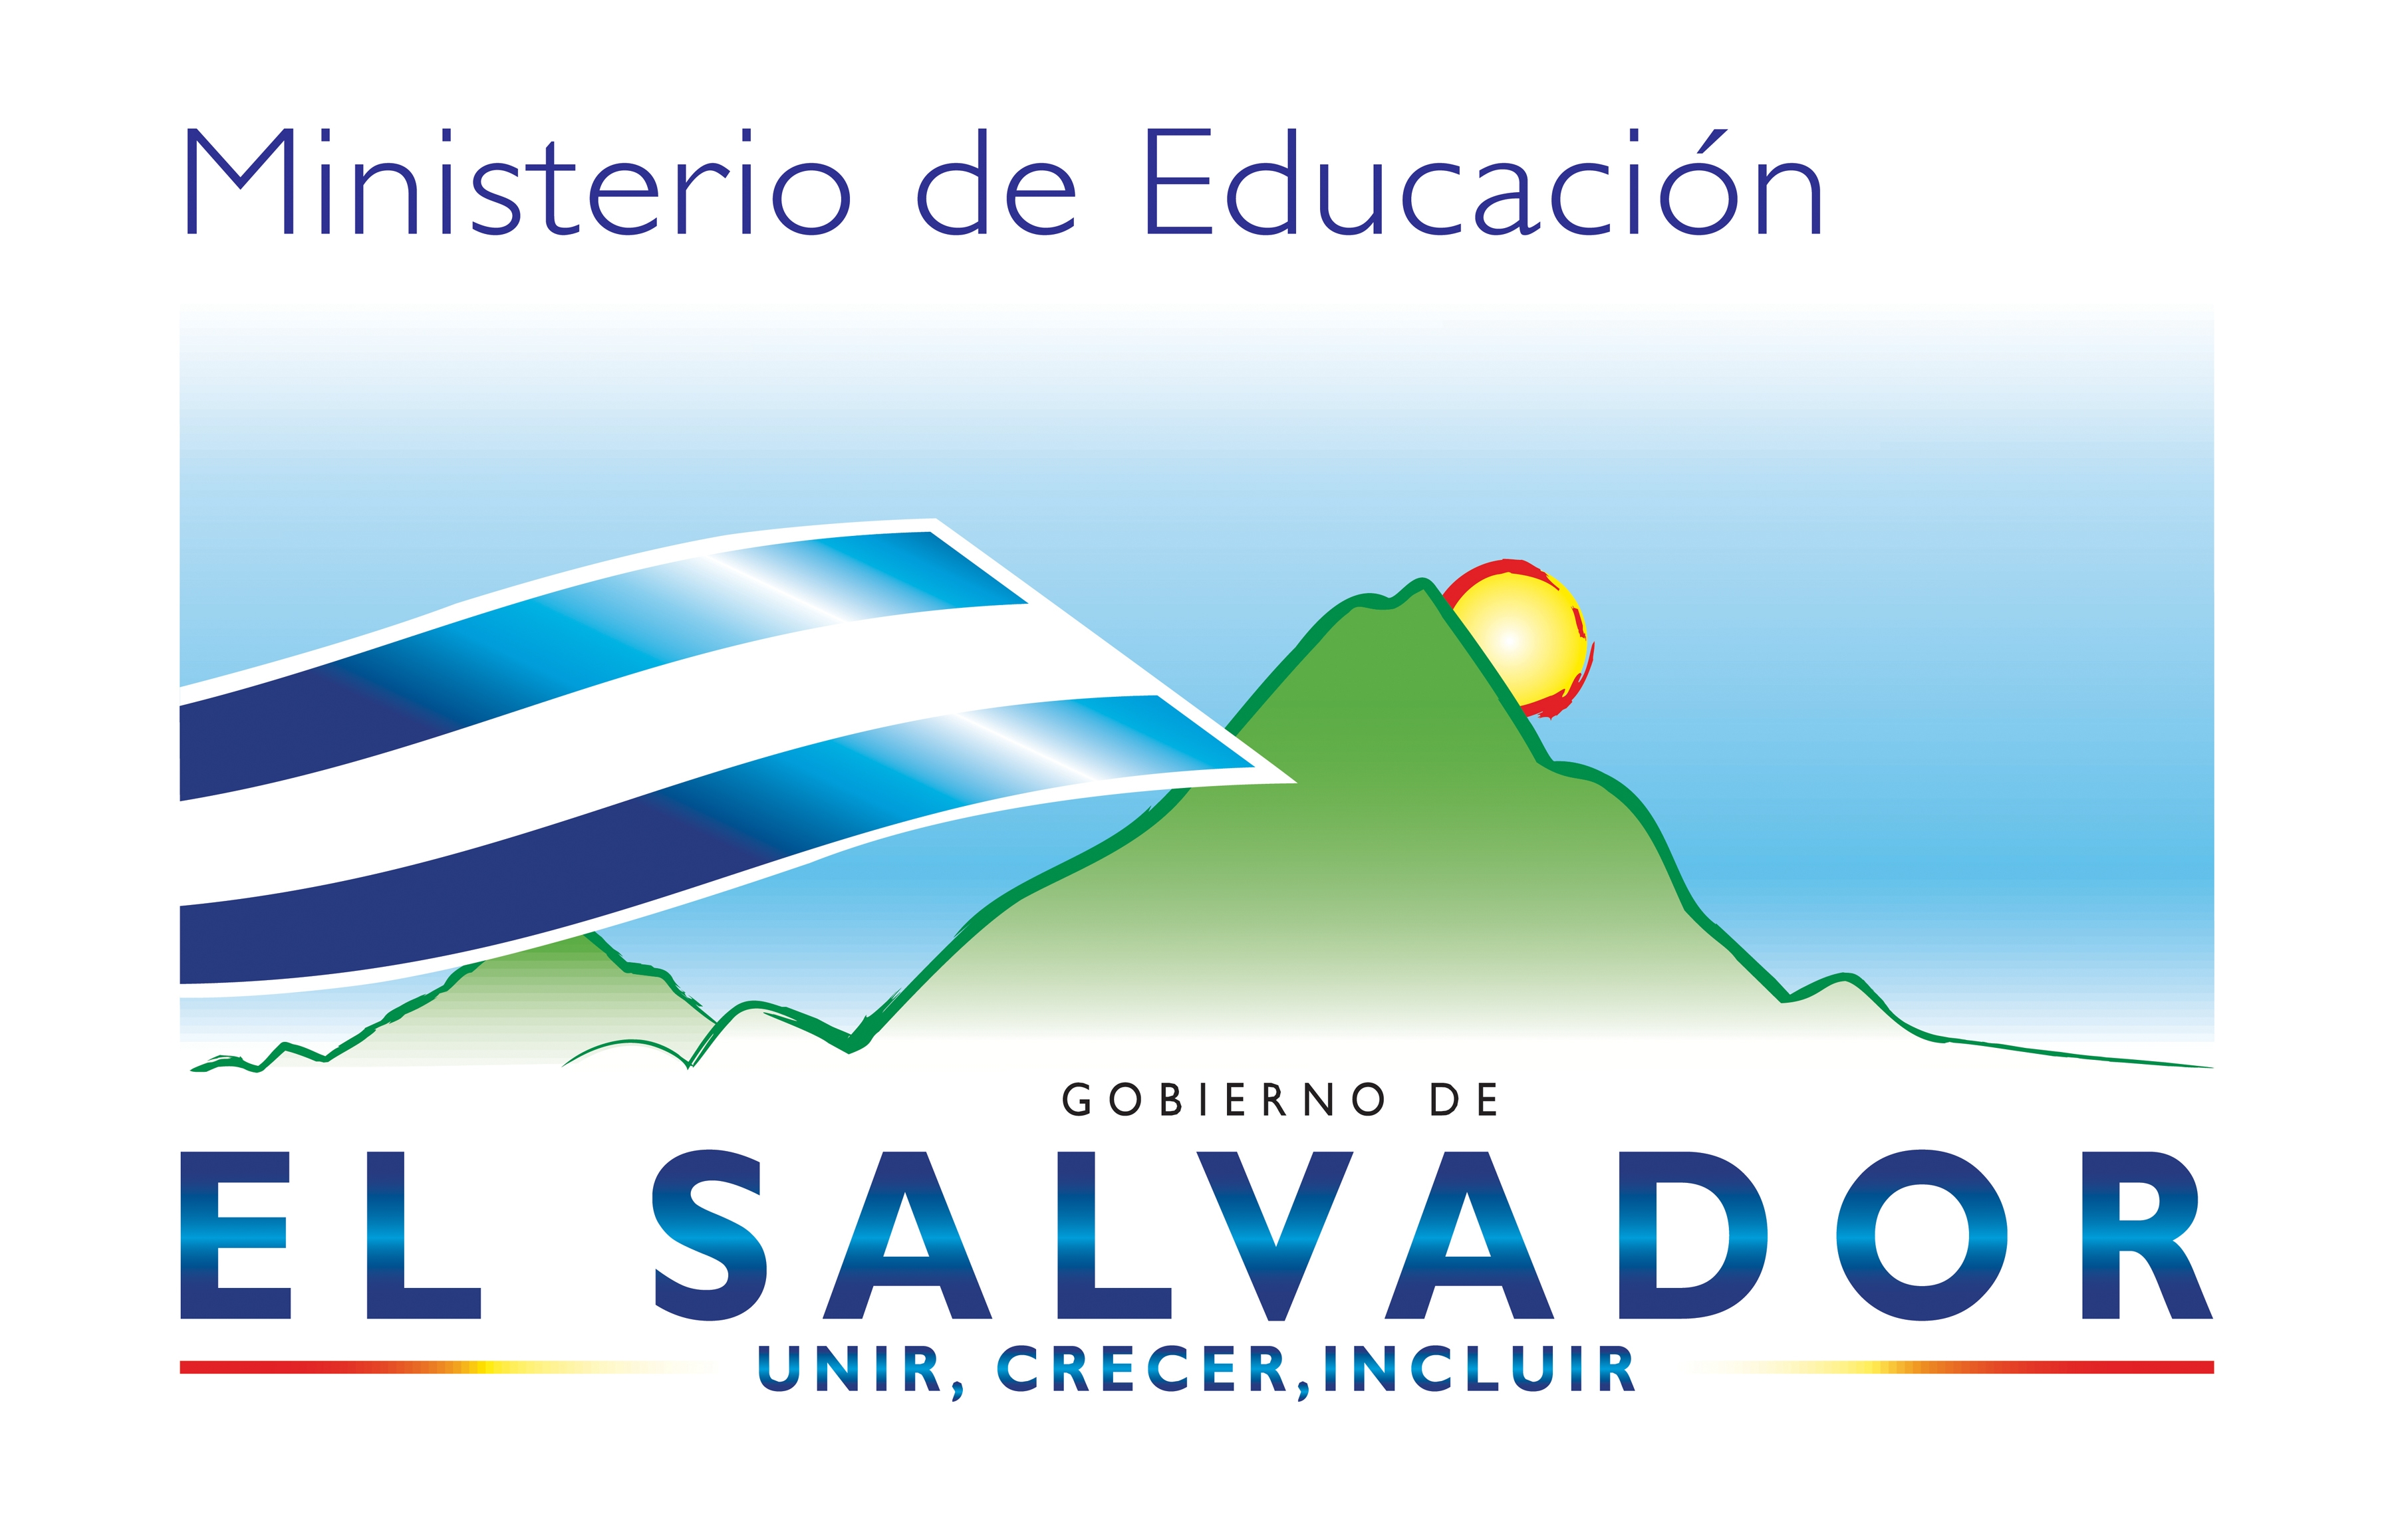 Ministerio de Educación
GOBIERNO DE
EL SALVADOR
UNIR, CRECER,INCLUIR